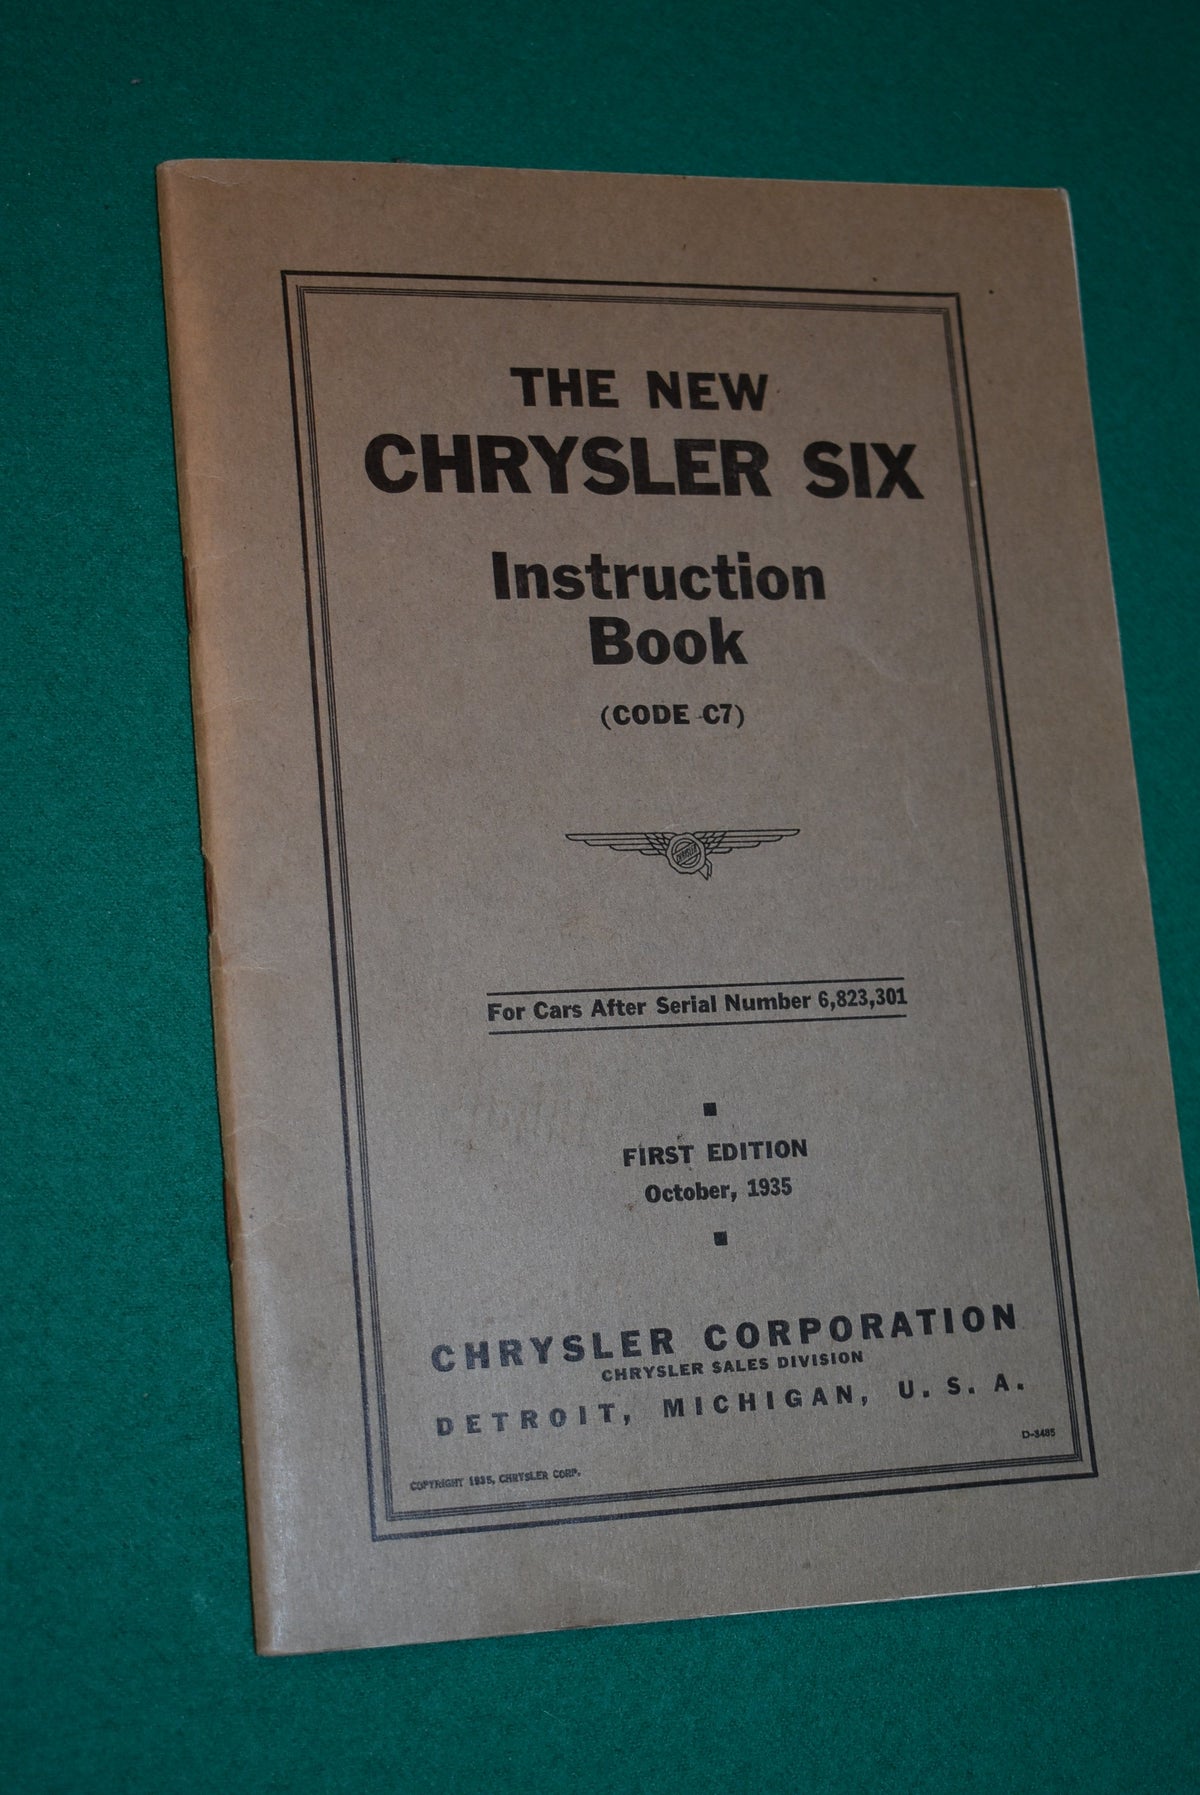 THE NEW
CHRYSLER SIX
Instruction
Book
(CODE C7)
CHRYSLER
For Cars After Serial Number 6,823,301
FIRST EDITION
October, 1935
CHRYSLER CORPORATION
CHRYSLER SALES DIVISION
DETROIT, MICHIGAN, U. S. A.
D-3485
COPYRIGHT 1935, CHRYSLER CORP.